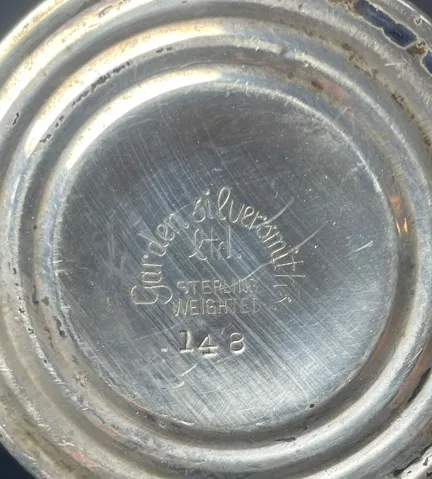 Garden silversmiths
ltd.
STERLING
WEIGHTED
148